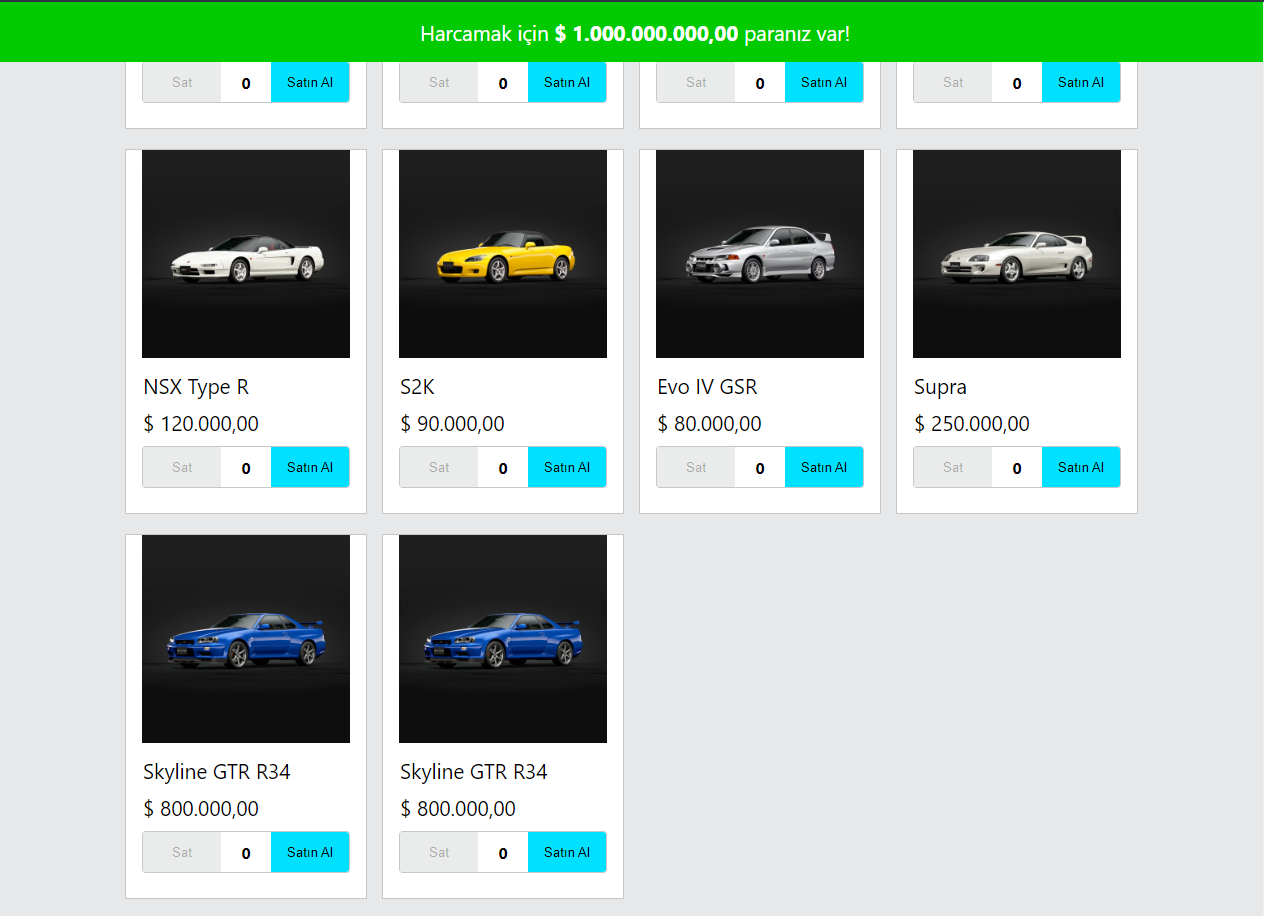 Harcamak için $ 1.000.000.000,00 paranız var!
Sat 0 Satın Al
Sat 0 Satın Al
Sat 0 Satın Al
Sat 0 Satın Al
NSX Type R
$ 120.000,00
Sat 0 Satın Al
S2K
$ 90.000,00
Sat 0 Satın Al
Evo IV GSR
$ 80.000,00
Sat 0 Satın Al
Supra
$ 250.000,00
Sat 0 Satın Al
Skyline GTR R34
$ 800.000,00
Sat 0 Satın Al
Skyline GTR R34
$ 800.000,00
Sat 0 Satın Al